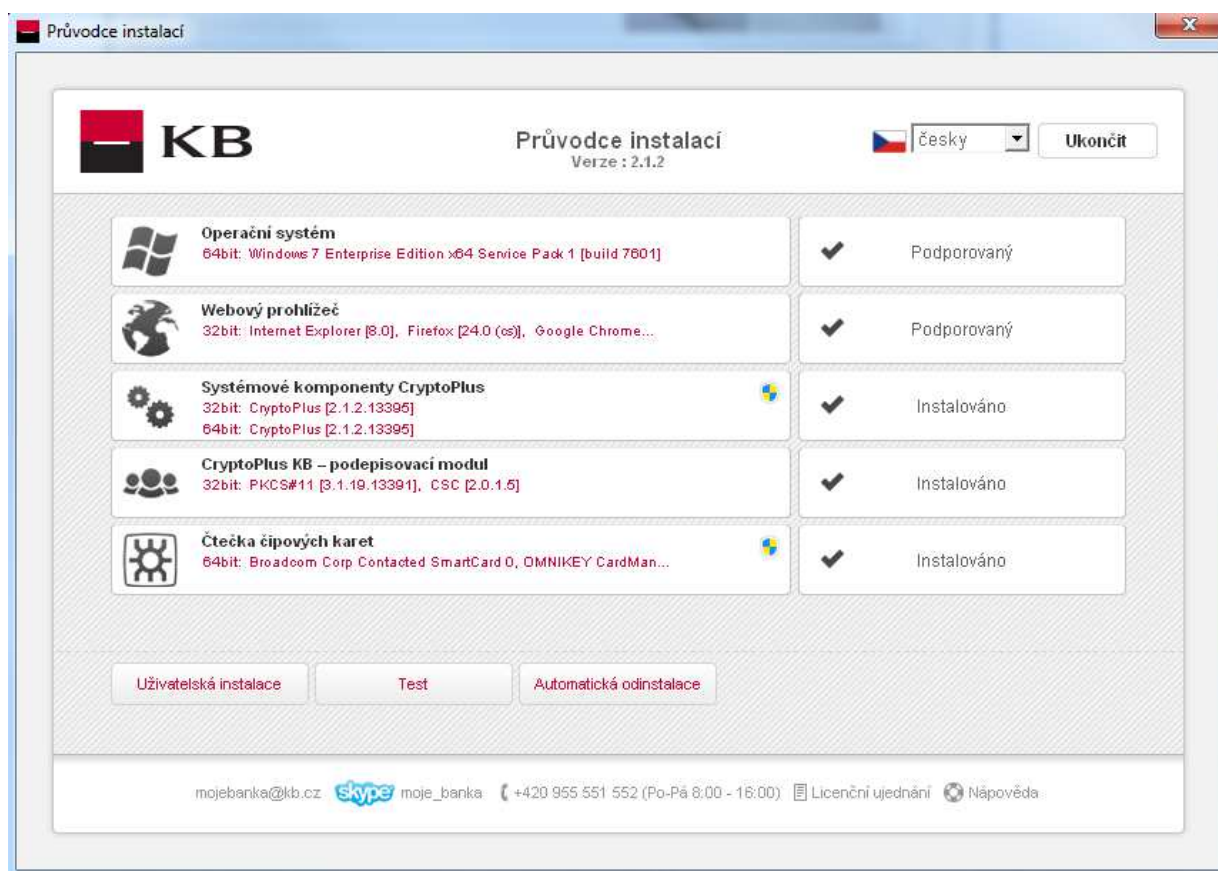 Průvodce instalací
KB
Průvodce instalací
Verze : 2.1.2
česky
Ukončit
Operační systém
64bit: Windows 7 Enterprise Edition x64 Service Pack 1 [build 7601]
Podporovaný
Webový prohlížeč
32bit: Internet Explorer [8.0], Firefox [24.0 (cs)], Google Chrome...
Podporovaný
Systémové komponenty CryptoPlus
32bit: CryptoPlus [2.1.2.13395]
64bit: CryptoPlus [2.1.2.13395]
Instalováno
CryptoPlus KB – podepisovací modul
32bit: PKCS#11 [3.1.19.13391], CSC [2.0.1.5]
Instalováno
Čtečka čipových karet
64bit: Broadcom Corp Contacted SmartCard 0, OMNIKEY CardMan...
Instalováno
Uživatelská instalace
Test
Automatická odinstalace
mojebanka@kb.cz skype moje_banka +420 955 551 552 (Po-Pá 8:00 - 16:00) Licenční ujednání Nápověda